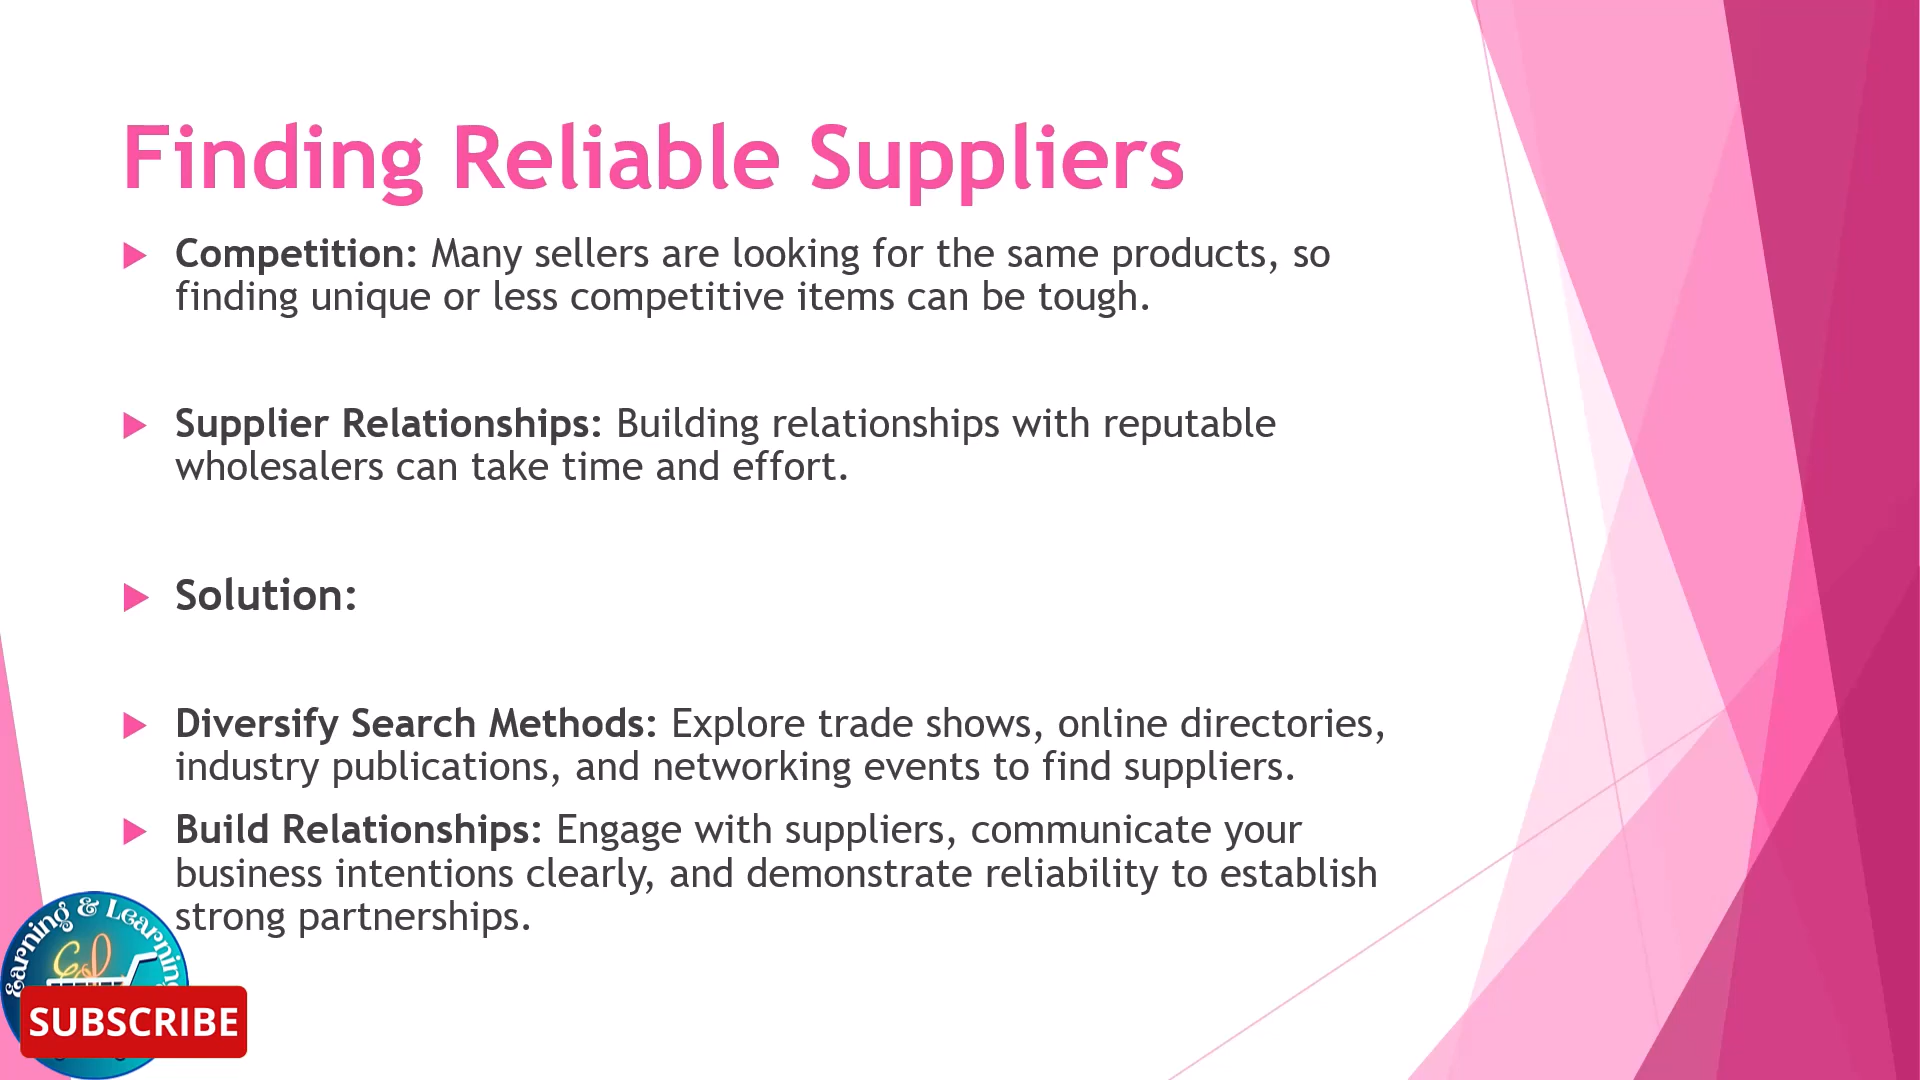 Finding Reliable Suppliers
Competition: Many sellers are looking for the same products, so
finding unique or less competitive items can be tough.
Supplier Relationships: Building relationships with reputable
wholesalers can take time and effort.
Solution:
Diversify Search Methods: Explore trade shows, online directories,
industry publications, and networking events to find suppliers.
Build Relationships: Engage with suppliers, communicate your
business intentions clearly, and demonstrate reliability to establish
strong partnerships.
Earning & Learning
SUBSCRIBE